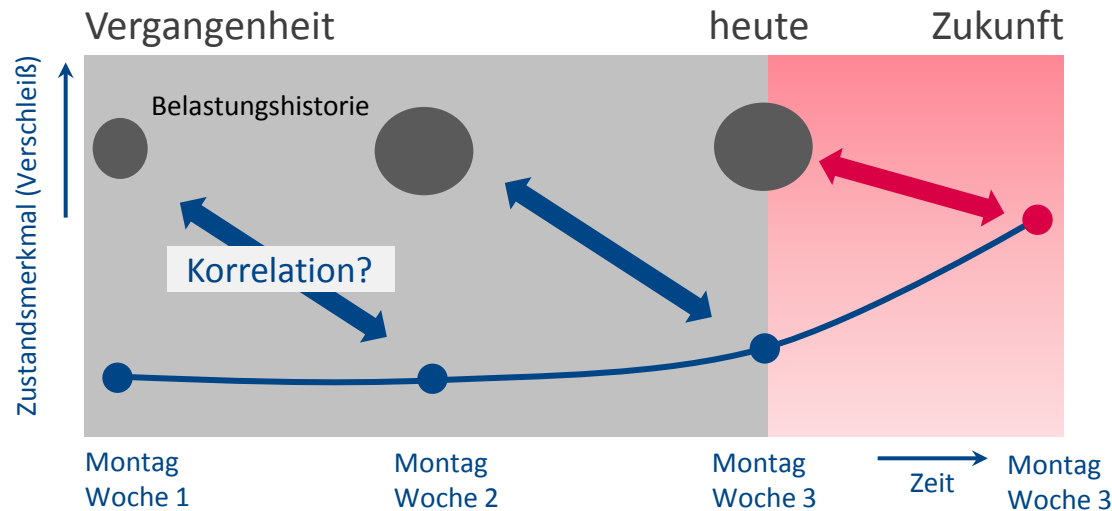 Vergangenheit
heute
Zukunft
Zustandsmerkmal (Verschleiß)
Belastungshistorie
Korrelation?
Montag
Woche 1
Montag
Woche 2
Montag
Woche 3
Zeit
Montag
Woche 3